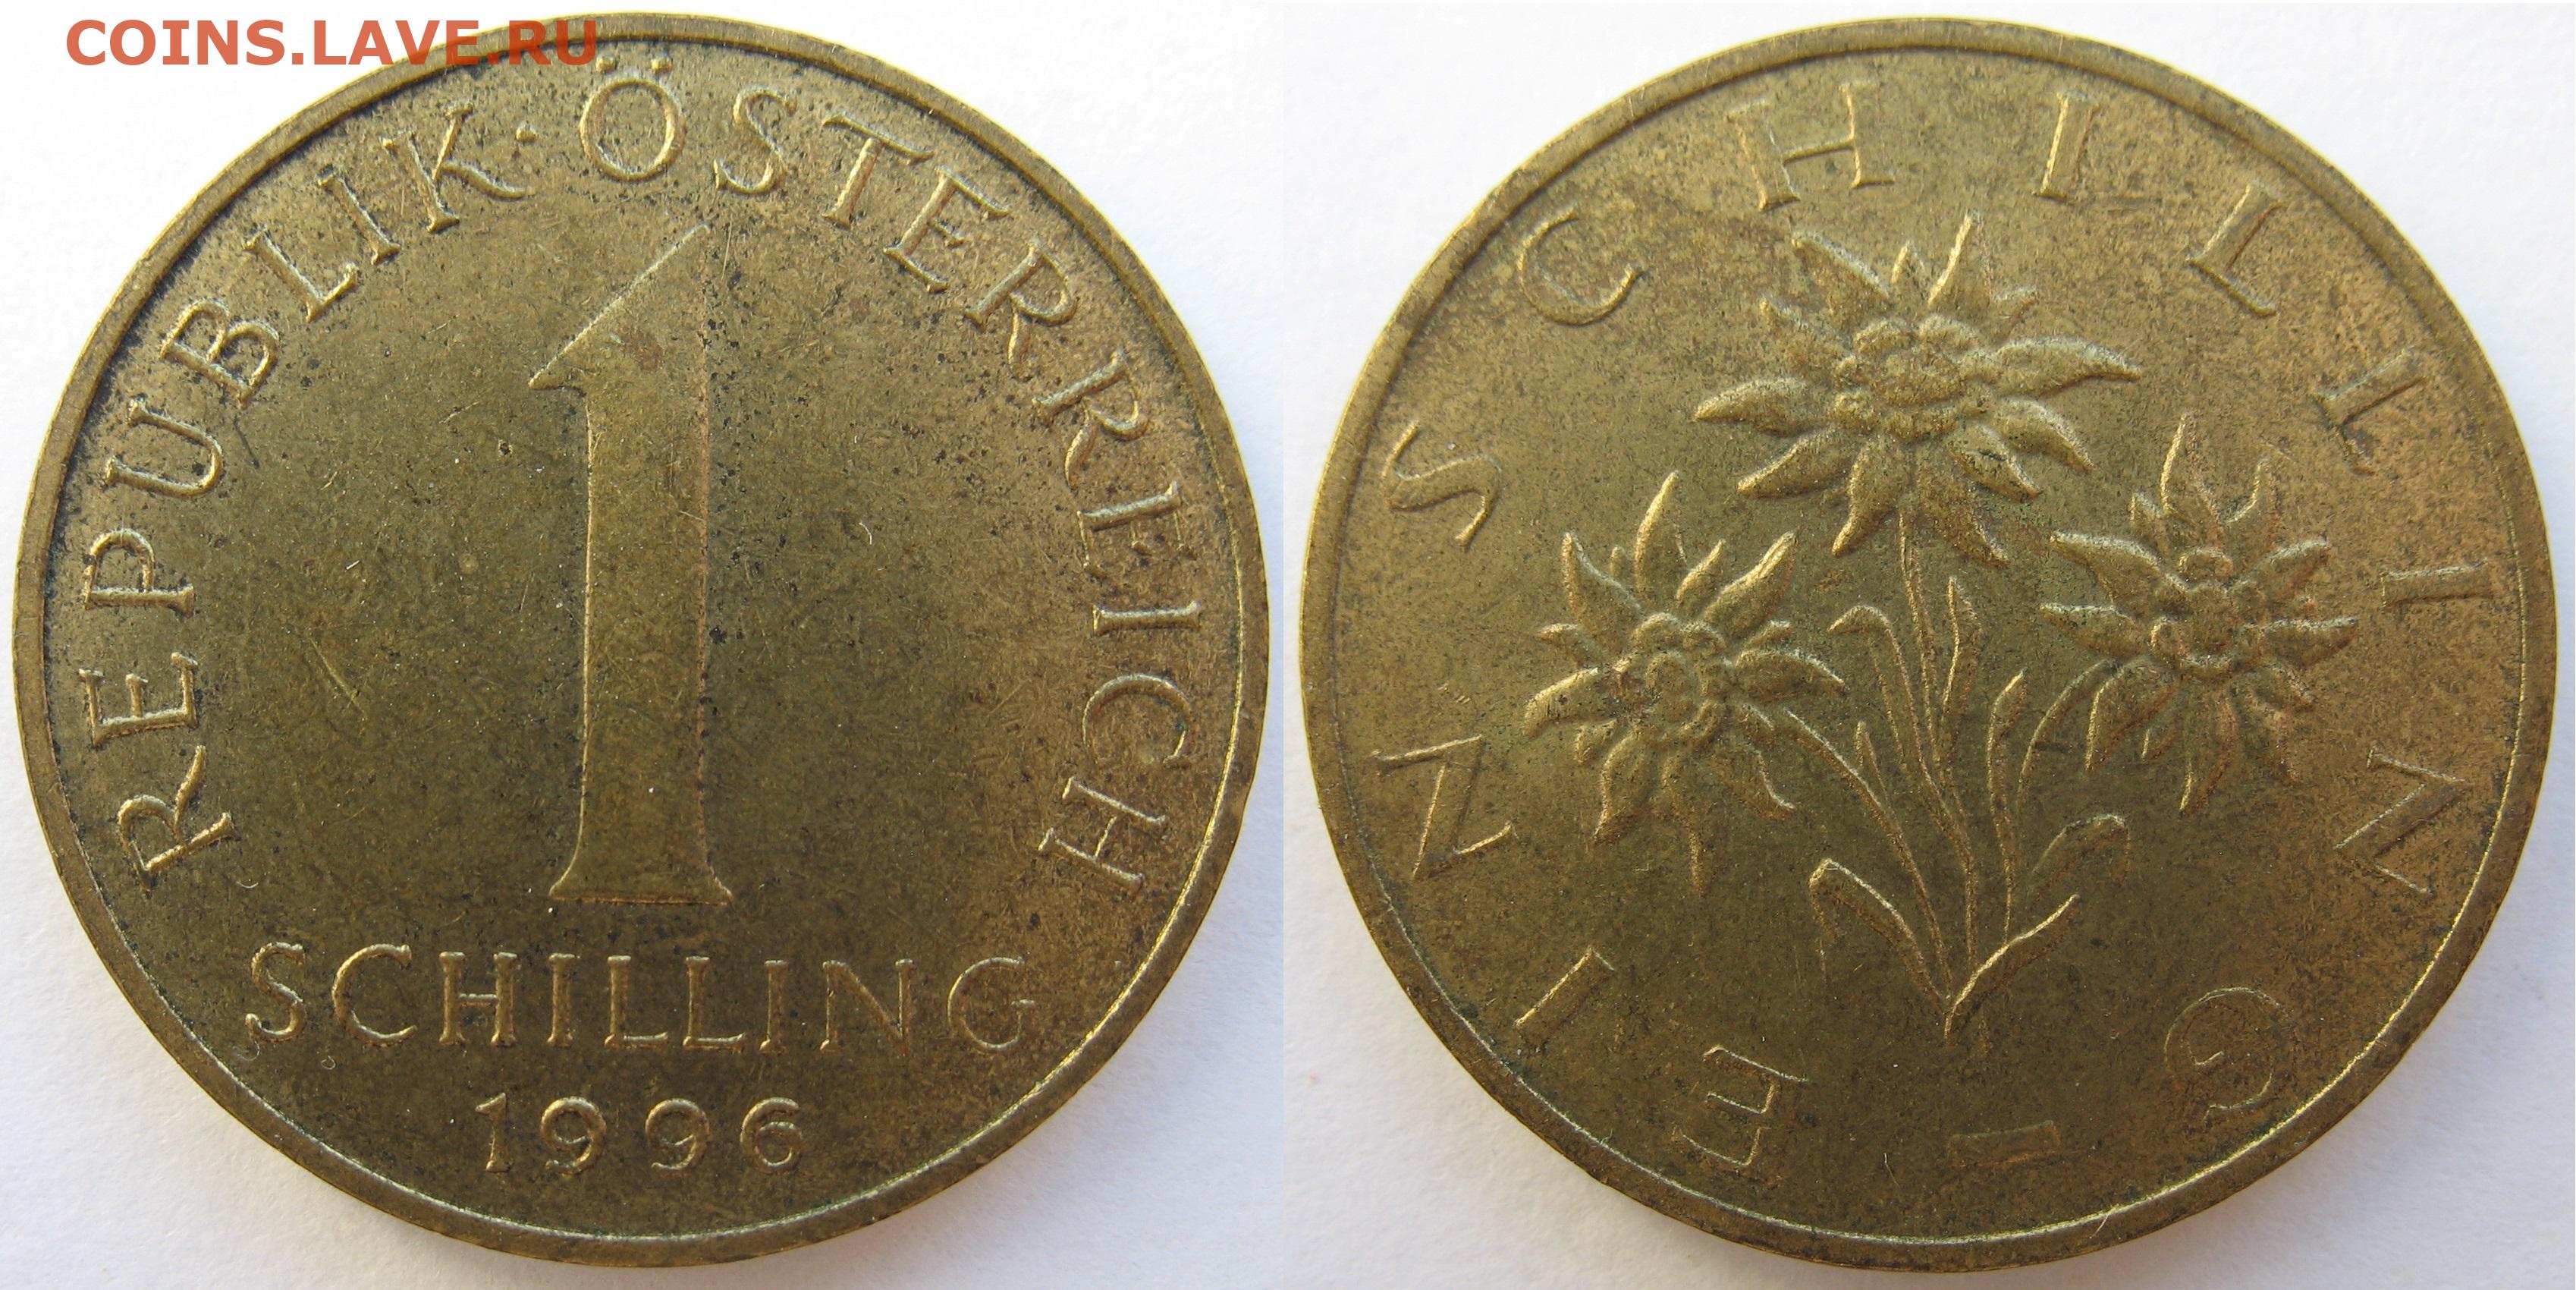 COINS.LAVE.RU
REPUBLIK · ÖSTERREICH
1
SCHILLING
1996
EIN SCHILLING -